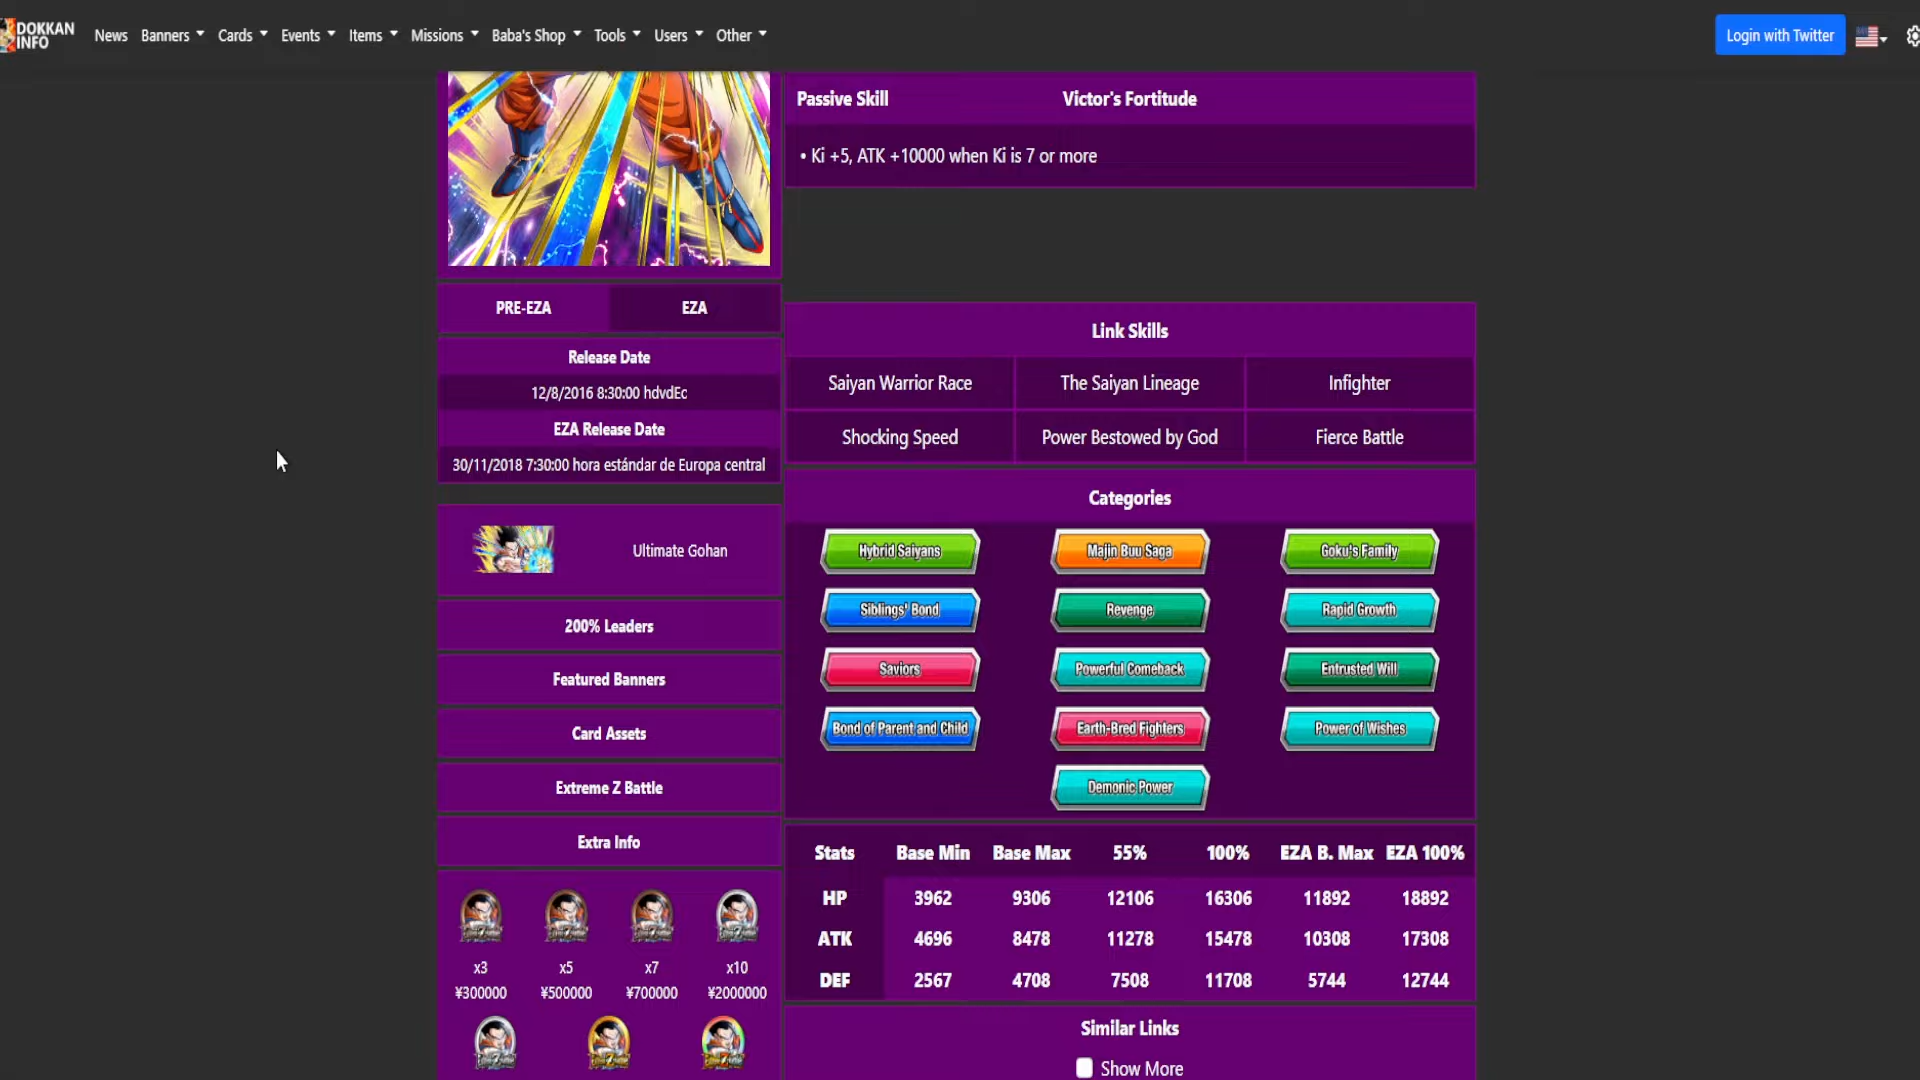 DOKKAN INFO
News Banners Cards Events Items Missions Baba's Shop Tools Users Other
Login with Twitter
Passive Skill Victor's Fortitude
• Ki +5, ATK +10000 when Ki is 7 or more
PRE-EZA EZA
Release Date
12/8/2016 8:30:00 hdvdEc
EZA Release Date
30/11/2018 7:30:00 hora estándar de Europa central
Ultimate Gohan
200% Leaders
Featured Banners
Card Assets
Extreme Z Battle
Extra Info
x3 x5 x7 x10
¥300000 ¥500000 ¥700000 ¥2000000
Link Skills
Saiyan Warrior Race The Saiyan Lineage Infighter
Shocking Speed Power Bestowed by God Fierce Battle
Categories
Hybrid Saiyans Majin Buu Saga Goku's Family
Siblings' Bond Revenge Rapid Growth
Saviors Powerful Comeback Entrusted Will
Bond of Parent and Child Earth-Bred Fighters Power of Wishes
Demonic Power
Stats Base Min Base Max 55% 100% EZA B. Max EZA 100%
HP 3962 9306 12106 16306 11892 18892
ATK 4696 8478 11278 15478 10308 17308
DEF 2567 4708 7508 11708 5744 12744
Similar Links
Show More